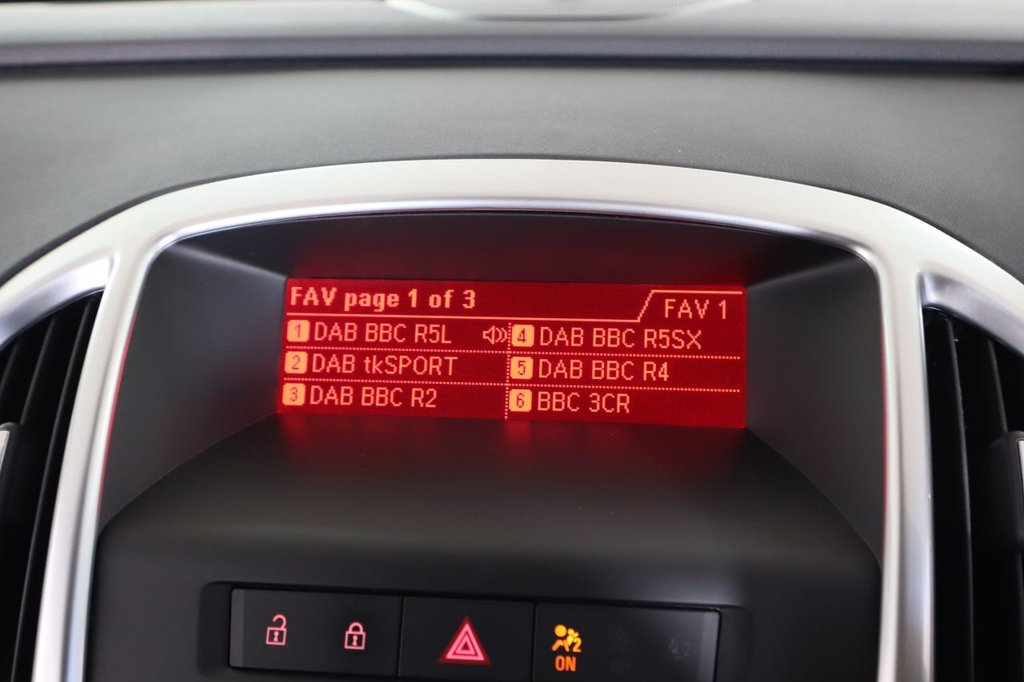 FAV page 1 of 3
FAV 1
1 DAB BBC R5L
4 DAB BBC R5SX
2 DAB tkSPORT
5 DAB BBC R4
3 DAB BBC R2
6 BBC 3CR
2
ON